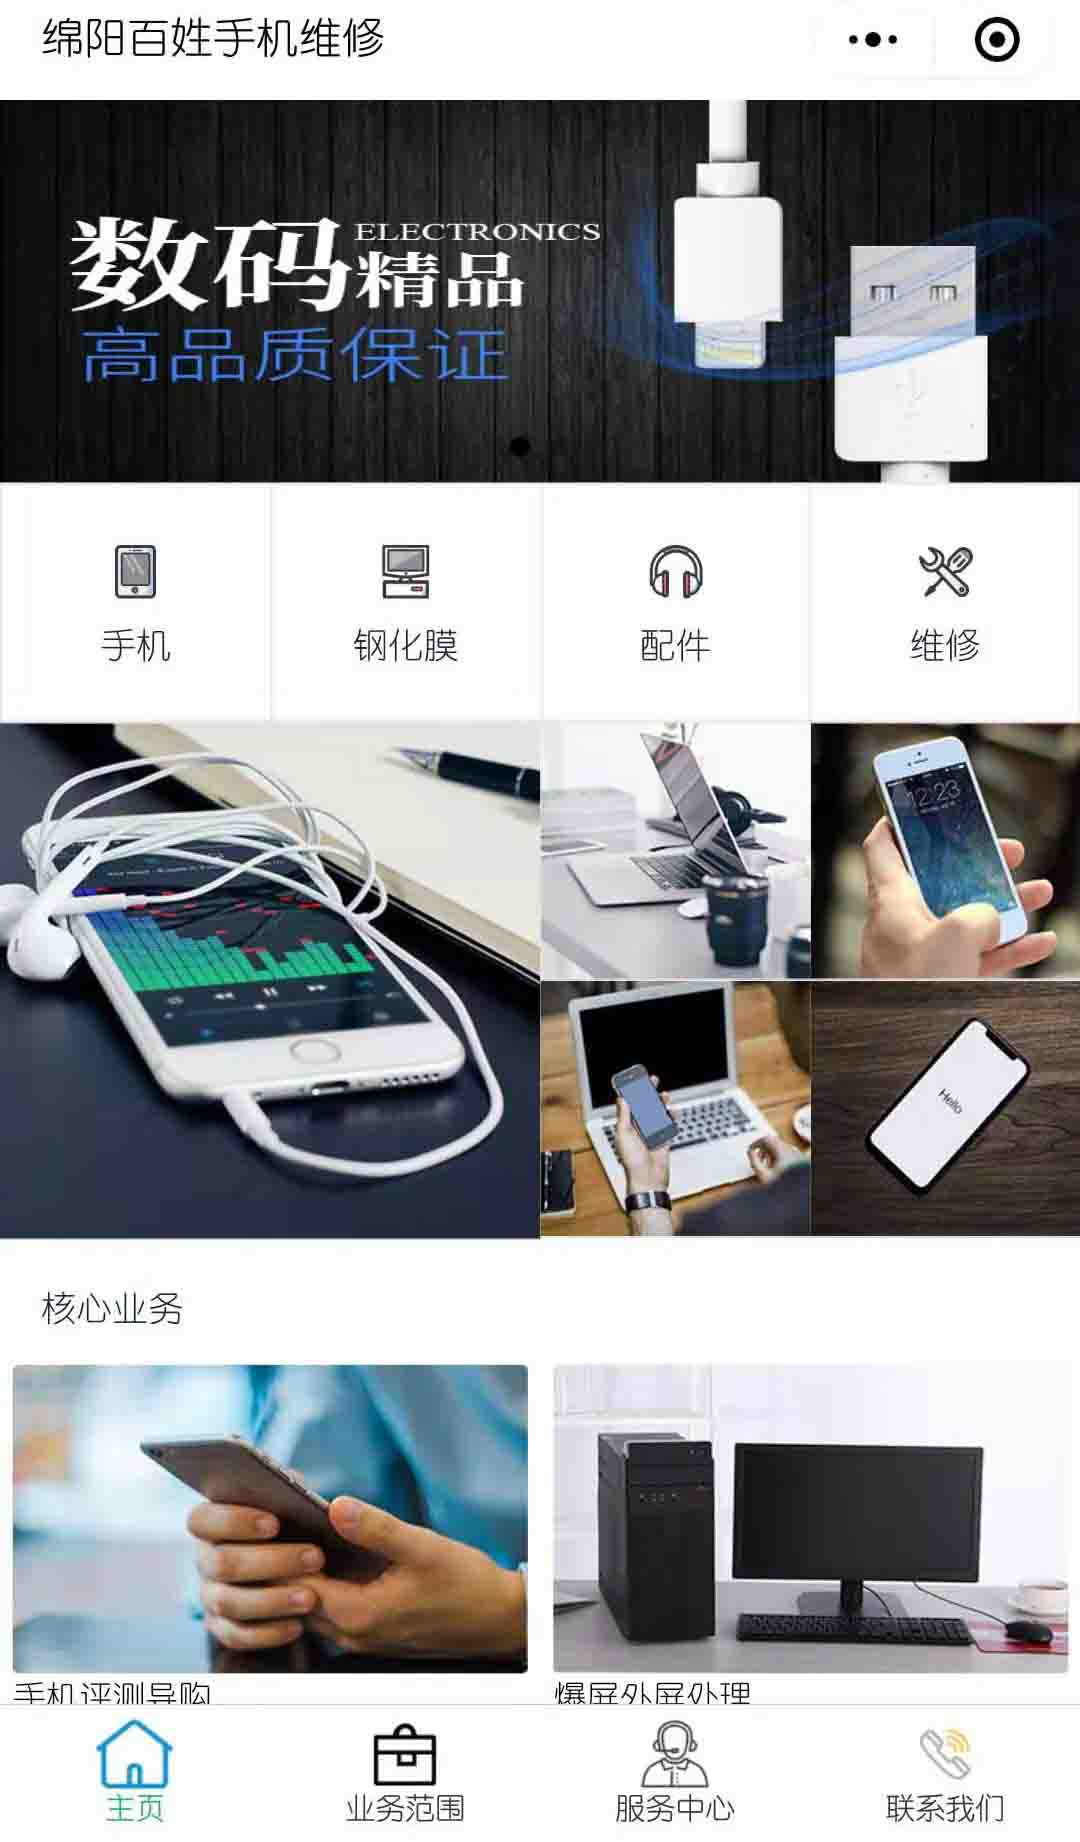 绵阳百姓手机维修
数码 ELECTRONICS
精品
高品质保证
手机
钢化膜
配件
维修
12:23
Hello
核心业务
手机评测导购
爆屏外屏处理
主页
业务范围
服务中心
联系我们